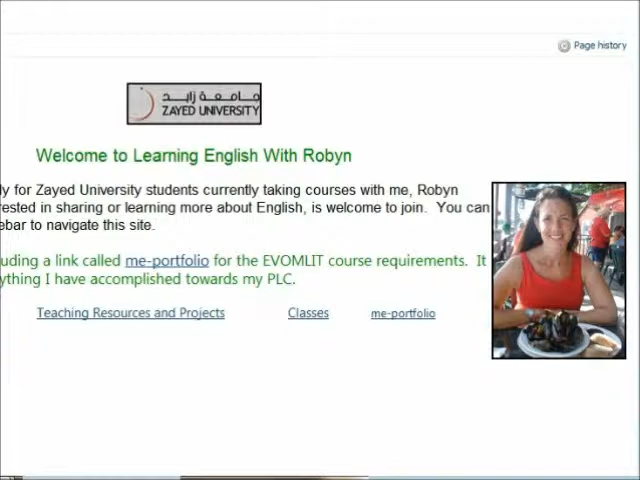 Page history
جامعة زايد
ZAYED UNIVERSITY
Welcome to Learning English With Robyn
ly for Zayed University students currently taking courses with me, Robyn
rested in sharing or learning more about English, is welcome to join. You can
ebar to navigate this site.
uding a link called me-portfolio for the EVOMLIT course requirements. It
ything I have accomplished towards my PLC.
Teaching Resources and Projects Classes me-portfolio